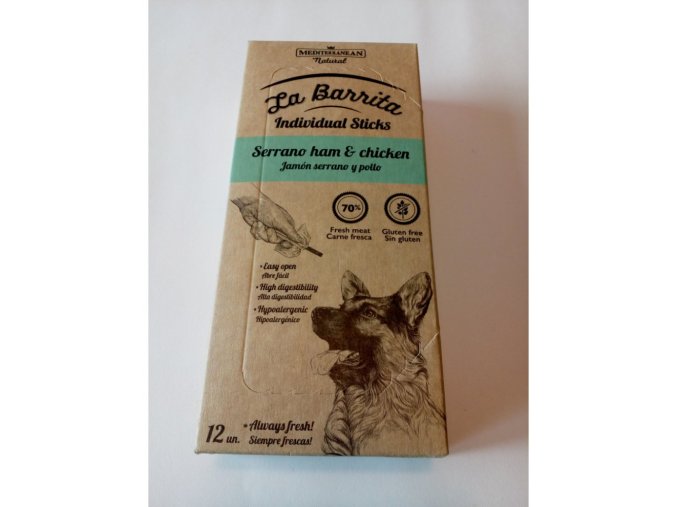 MEDITERRANEAN
Natural
La Barrita
Individual Sticks
Serrano ham & chicken
Jamón serrano y pollo
70%
Fresh meat
Carne fresca
Gluten free
Sin gluten
• Easy open
Abre fácil
• High digestibility
Alta digestibilidad
• Hypoalergenic
Hipoalergénico
12 un.
• Always fresh!
Siempre frescas!